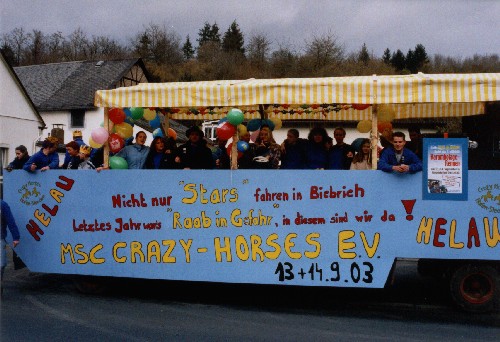 HELAU
Nicht nur "Stars" fahren in Biebrich
Letztes Jahr war's "Raab in Gefahr", in diesem sind wir da!
MSC CRAZY-HORSES E.V.
13+14.9.03
HELAU